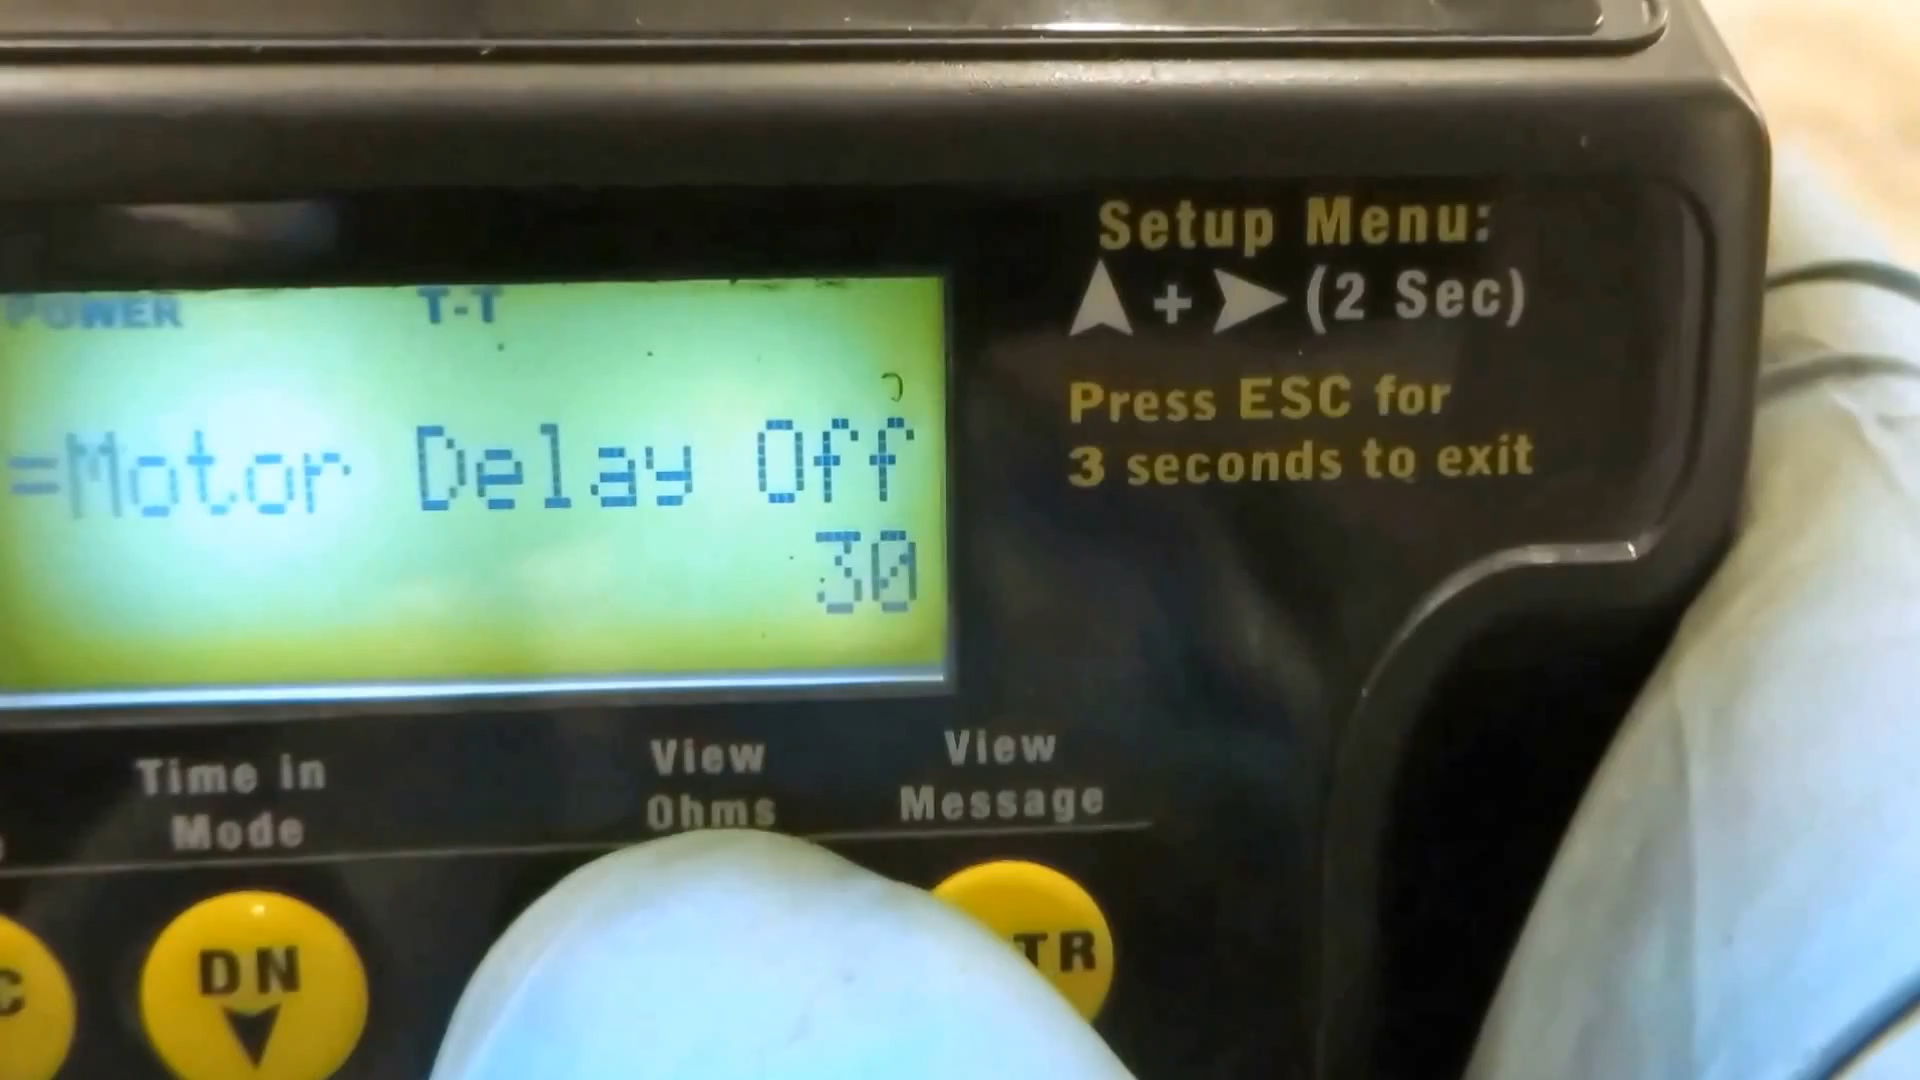 Setup Menu:
+ (2 Sec)
Press ESC for
3 seconds to exit
POWER T-T
=Motor Delay Off
30
Time in
Mode
View
Ohms
View
Message
DN